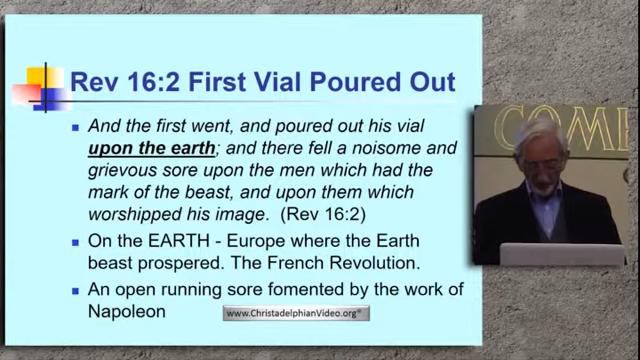 Rev 16:2 First Vial Poured Out
And the first went, and poured out his vial
upon the earth; and there fell a noisome and
grievous sore upon the men which had the
mark of the beast, and upon them which
worshipped his image. (Rev 16:2)
On the EARTH - Europe where the Earth
beast prospered. The French Revolution.
An open running sore fomented by the work of
Napoleon
www.ChristadelphianVideo.org®
COME